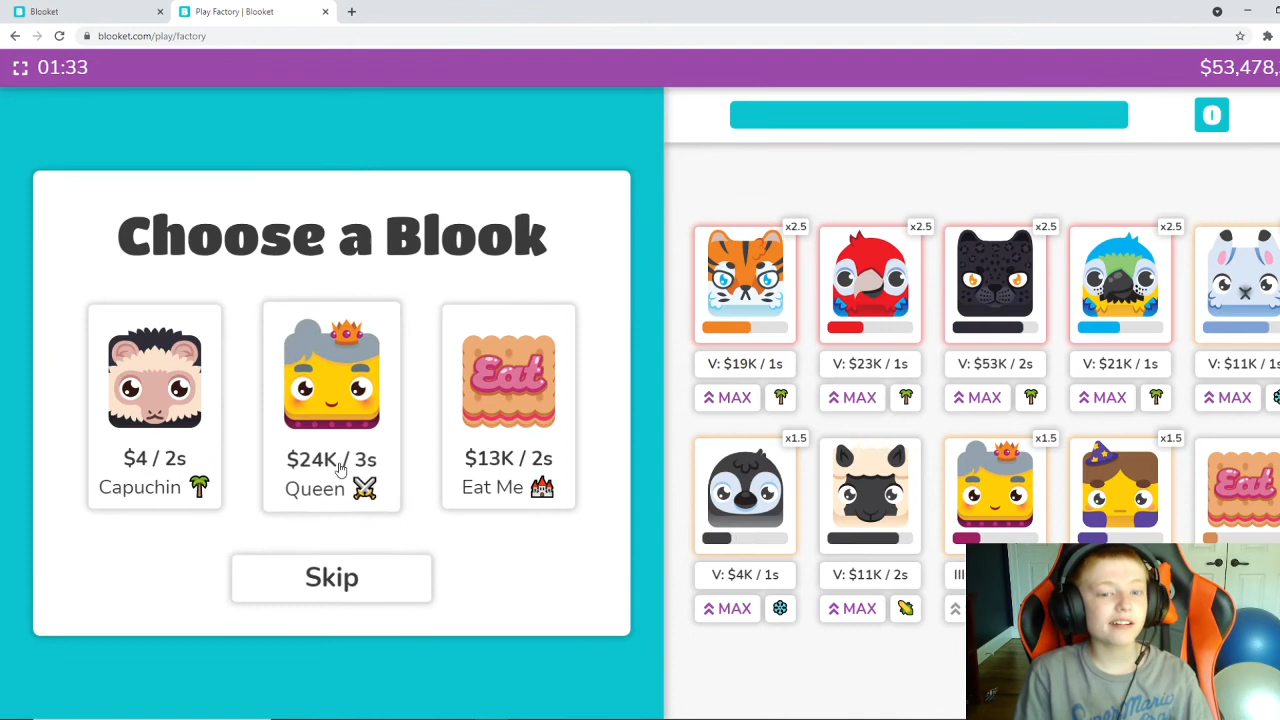 Blooket
Play Factory | Blooket
blooket.com/play/factory
01:33
$53,478,
Choose a Blook
$4 / 2s
Capuchin
$24K / 3s
Queen
Eat
$13K / 2s
Eat Me
Skip
x2.5
x2.5
x2.5
x2.5
V: $19K / 1s
V: $23K / 1s
V: $53K / 2s
V: $21K / 1s
V: $11K / 1s
MAX
MAX
MAX
MAX
MAX
x1.5
x1.5
x1.5
Eat
V: $4K / 1s
V: $11K / 2s
MAX
MAX